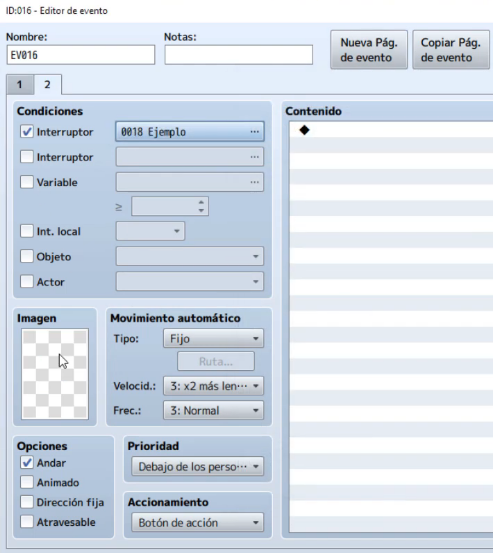 ID:016 - Editor de evento
Nombre:
Notas:
EV016
Nueva Pág.
de evento
Copiar Pág.
de evento
1
2
Condiciones
Interruptor
0018 Ejemplo
...
Interruptor
...
Variable
...
≥
Int. local
Objeto
Actor
Imagen
Movimiento automático
Tipo:
Fijo
Ruta...
Velocid.:
3: x2 más len...
Frec.:
3: Normal
Opciones
Andar
Animado
Dirección fija
Atravesable
Prioridad
Debajo de los perso...
Accionamiento
Botón de acción
Contenido
◆